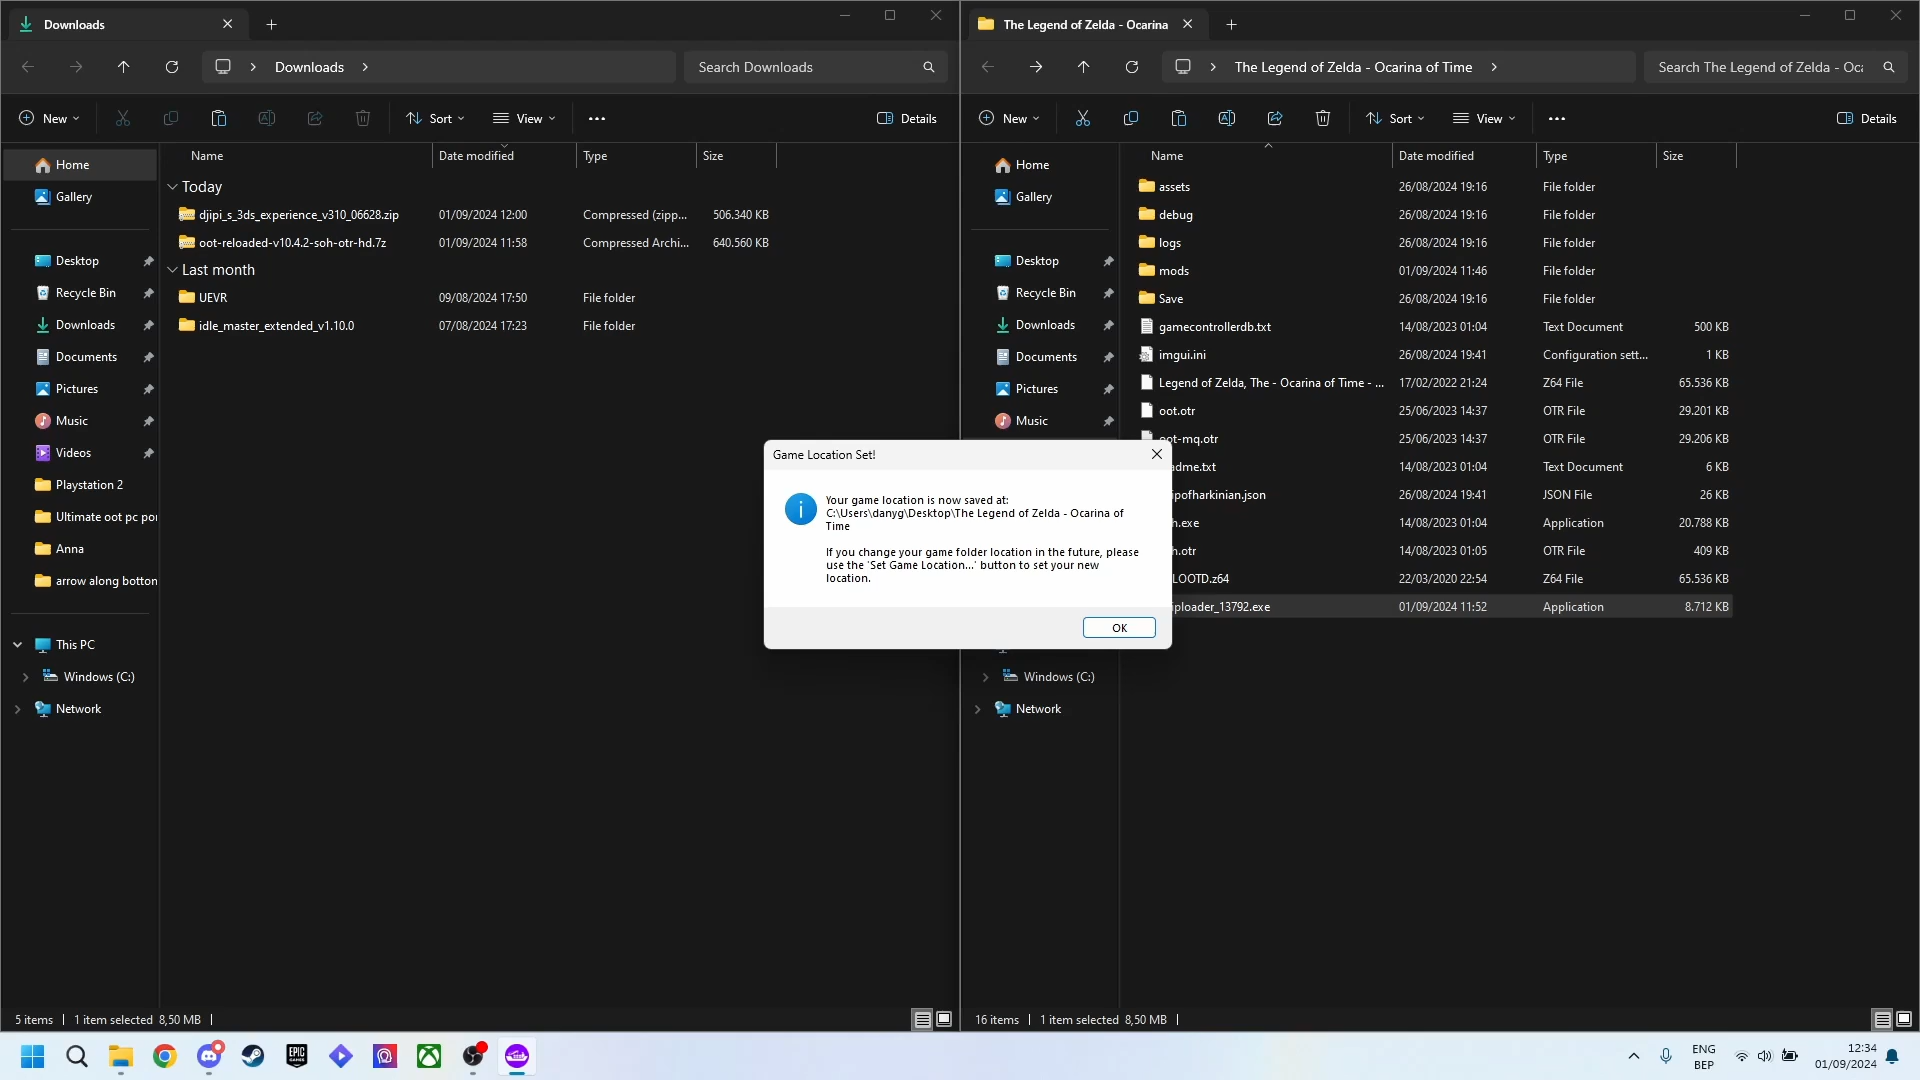 Downloads
Downloads
Search Downloads
New
Sort
View
Details
Name
Date modified
Type
Size
Home
Gallery
Desktop
Recycle Bin
Downloads
Documents
Pictures
Music
Videos
Playstation 2
Ultimate oot pc po
Anna
arrow along botton
This PC
Windows (C:)
Network
Today
djipi_s_3ds_experience_v310_06628.zip 01/09/2024 12:00 Compressed (zipp... 506.340 KB
oot-reloaded-v10.4.2-soh-otr-hd.7z 01/09/2024 11:58 Compressed Archi... 640.560 KB
Last month
UEVR 09/08/2024 17:50 File folder
idle_master_extended_v1.10.0 07/08/2024 17:23 File folder
5 items 1 item selected 8,50 MB
The Legend of Zelda - Ocarina
The Legend of Zelda - Ocarina of Time
Search The Legend of Zelda - Oca
New
Sort
View
Details
Name
Date modified
Type
Size
Home
Gallery
Desktop
Recycle Bin
Downloads
Documents
Pictures
Music
Windows (C:)
Network
assets 26/08/2024 19:16 File folder
debug 26/08/2024 19:16 File folder
logs 26/08/2024 19:16 File folder
mods 01/09/2024 11:46 File folder
Save 26/08/2024 19:16 File folder
gamecontrollerdb.txt 14/08/2023 01:04 Text Document 500 KB
imgui.ini 26/08/2024 19:41 Configuration sett... 1 KB
Legend of Zelda, The - Ocarina of Time - ... 17/02/2022 21:24 Z64 File 65.536 KB
oot.otr 25/06/2023 14:37 OTR File 29.201 KB
oot-mq.otr 25/06/2023 14:37 OTR File 29.206 KB
adme.txt 14/08/2023 01:04 Text Document 6 KB
ipofharkinian.json 26/08/2024 19:41 JSON File 26 KB
h.exe 14/08/2023 01:04 Application 20.788 KB
h.otr 14/08/2023 01:05 OTR File 409 KB
LOOTD.z64 22/03/2020 22:54 Z64 File 65.536 KB
iploader_13792.exe 01/09/2024 11:52 Application 8.712 KB
16 items 1 item selected 8,50 MB
Game Location Set!
Your game location is now saved at:
C:\Users\danyg\Desktop\The Legend of Zelda - Ocarina of
Time
If you change your game folder location in the future, please
use the 'Set Game Location...' button to set your new
location.
OK
EPIC
GAMES
ENG
BEP
12:34
01/09/2024